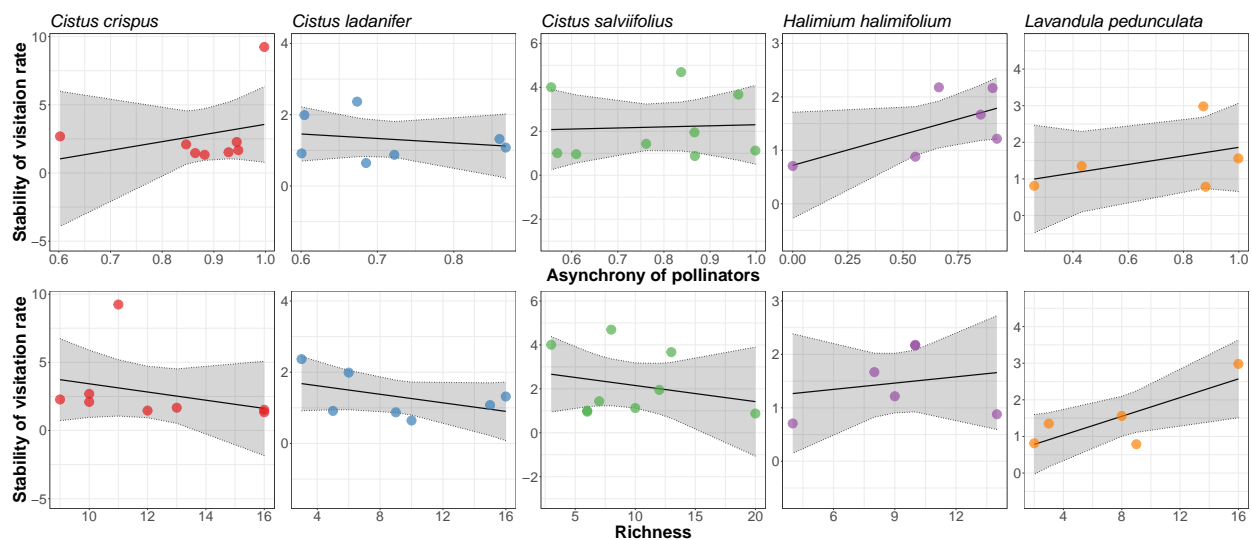 Cistus crispus Cistus ladanifer Cistus salviifolius Halimium halimifolium Lavandula pedunculata
Stability of visitaion rate
10
5
0
−5
0.6 0.7 0.8 0.9 1.0
4
2
0
0.6 0.7 0.8
6
4
2
0
−2
0.6 0.7 0.8 0.9 1.0
3
2
1
0
0.00 0.25 0.50 0.75
4
3
2
1
0
0.4 0.6 0.8 1.0
Asynchrony of pollinators
Stability of visitation rate
10
5
0
−5
10 12 14 16
4
2
0
4 8 12 16
6
4
2
0
−2
5 10 15 20
3
2
1
0
6 9 12
4
3
2
1
0
4 8 12 16
Richness